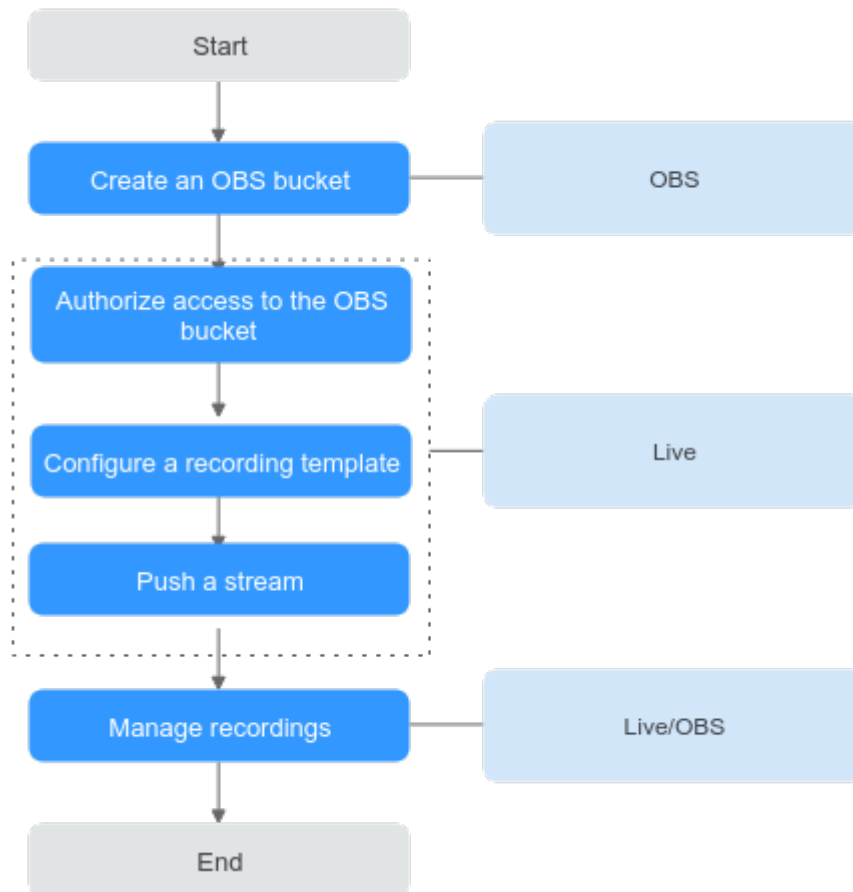 Start
Create an OBS bucket
OBS
Authorize access to the OBS
bucket
Configure a recording template
Live
Push a stream
Manage recordings
Live/OBS
End